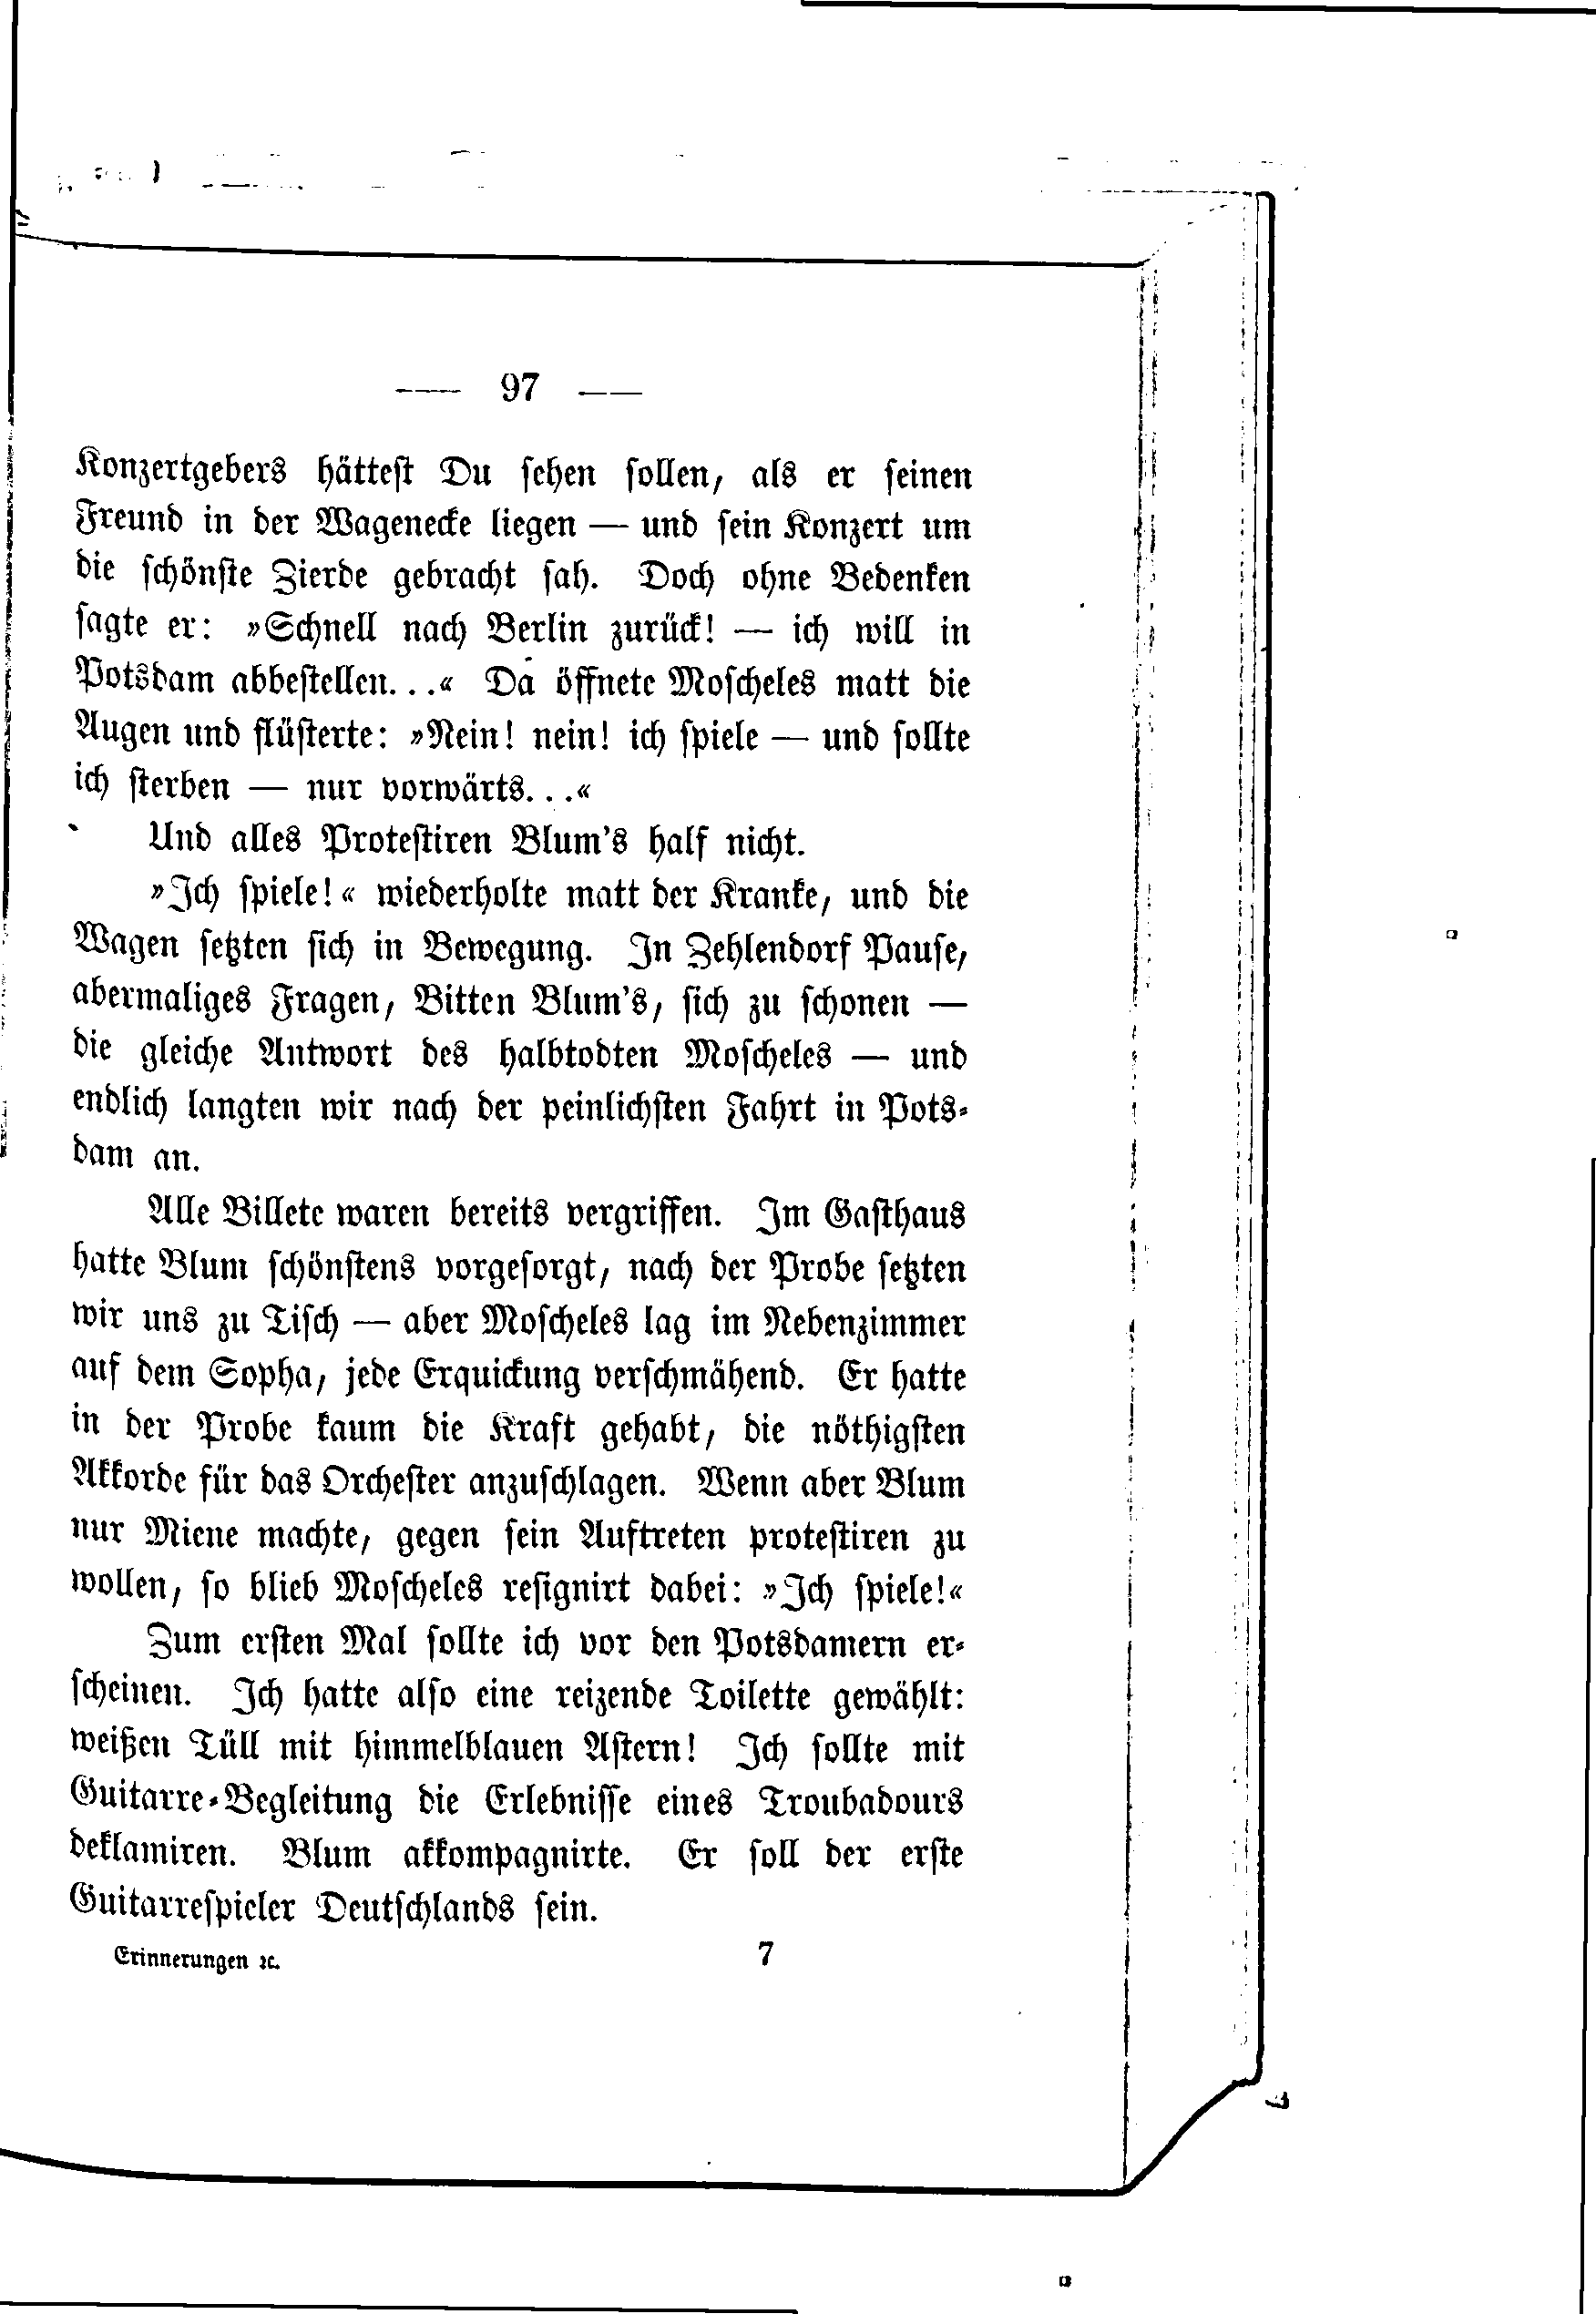 — 97 —
Konzertgebers hättest Du sehen sollen, als er seinen
Freund in der Wagenecke liegen — und sein Konzert um
die schönste Zierde gebracht sah. Doch ohne Bedenken
sagte er: »Schnell nach Berlin zurück! — ich will in
Potsdam abbestellen...« Da öffnete Moscheles matt die
Augen und flüsterte: »Nein! nein! ich spiele — und sollte
ich sterben — nur vorwärts...«
Und alles Protestiren Blum's half nicht.
»Ich spiele!« wiederholte matt der Kranke, und die
Wagen setzten sich in Bewegung. In Zehlendorf Pause,
abermaliges Fragen, Bitten Blum's, sich zu schonen —
die gleiche Antwort des halbtodten Moscheles — und
endlich langten wir nach der peinlichsten Fahrt in Pots-
dam an.
Alle Billete waren bereits vergriffen. Im Gasthaus
hatte Blum schönstens vorgesorgt, nach der Probe setzten
wir uns zu Tisch — aber Moscheles lag im Nebenzimmer
auf dem Sopha, jede Erquickung verschmähend. Er hatte
in der Probe kaum die Kraft gehabt, die nöthigsten
Akkorde für das Orchester anzuschlagen. Wenn aber Blum
nur Miene machte, gegen sein Auftreten protestiren zu
wollen, so blieb Moscheles resignirt dabei: »Ich spiele!«
Zum ersten Mal sollte ich vor den Potsdamern er-
scheinen. Ich hatte also eine reizende Toilette gewählt:
weißen Tüll mit himmelblauen Astern! Ich sollte mit
Guitarre-Begleitung die Erlebnisse eines Troubadours
deklamiren. Blum akkompagnirte. Er soll der erste
Guitarrespieler Deutschlands sein.
Erinnerungen ꝛc. 7